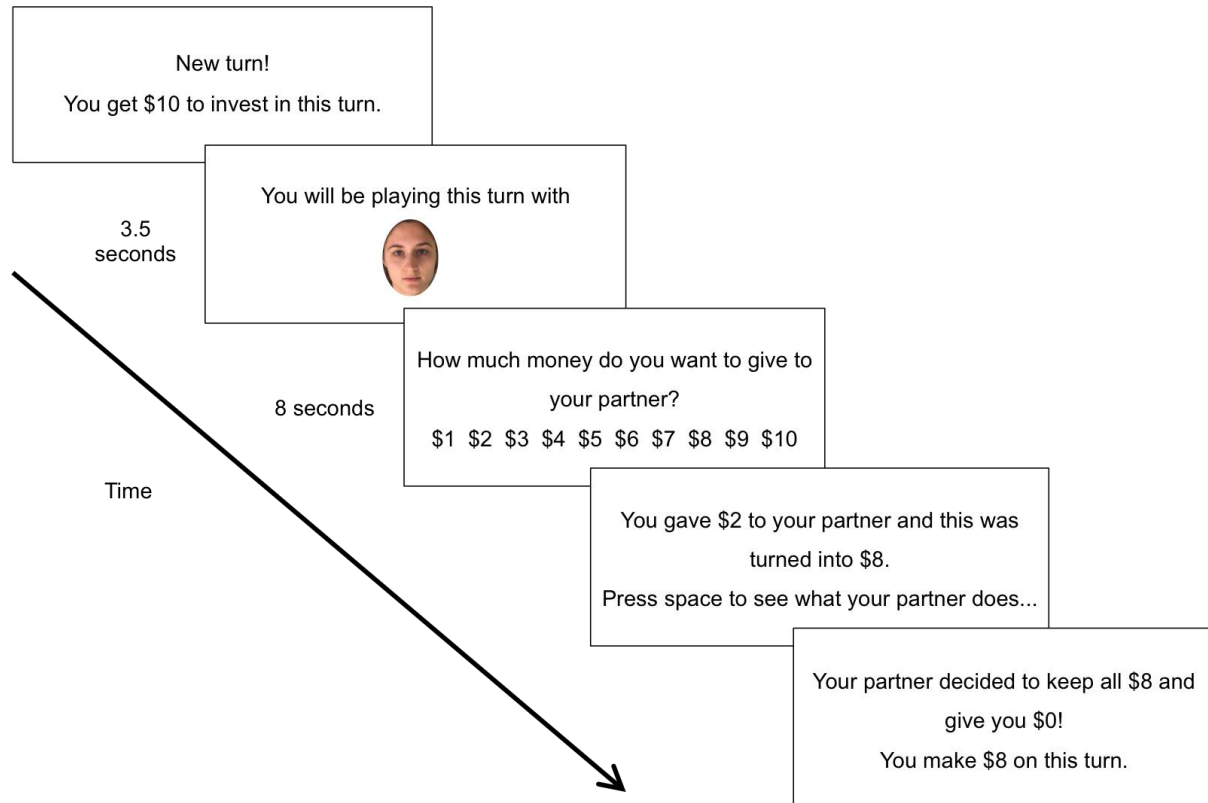 New turn!
You get $10 to invest in this turn.
3.5
seconds
You will be playing this turn with
8 seconds
How much money do you want to give to
your partner?
$1 $2 $3 $4 $5 $6 $7 $8 $9 $10
Time
You gave $2 to your partner and this was
turned into $8.
Press space to see what your partner does...
Your partner decided to keep all $8 and
give you $0!
You make $8 on this turn.